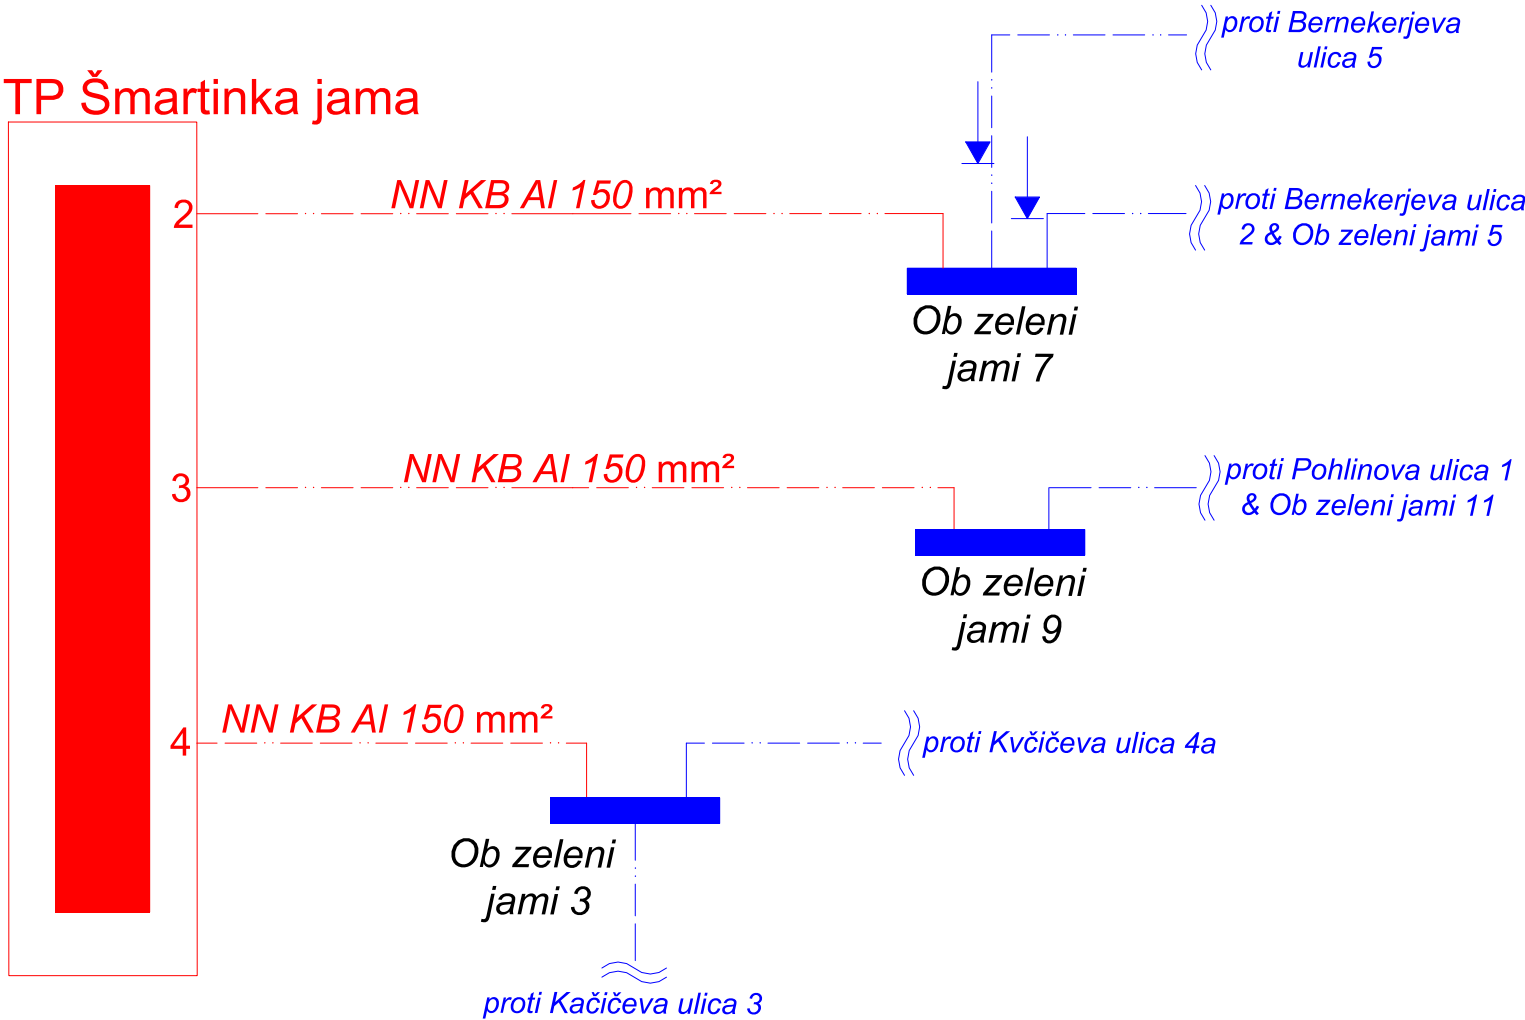 proti Bernekerjeva
ulica 5
TP Šmartinka jama
2
NN KB Al 150 mm²
proti Bernekerjeva ulica
2 & Ob zeleni jami 5
Ob zeleni
jami 7
3
NN KB Al 150 mm²
proti Pohlinova ulica 1
& Ob zeleni jami 11
Ob zeleni
jami 9
4
NN KB Al 150 mm²
proti Kvčičeva ulica 4a
Ob zeleni
jami 3
proti Kačičeva ulica 3